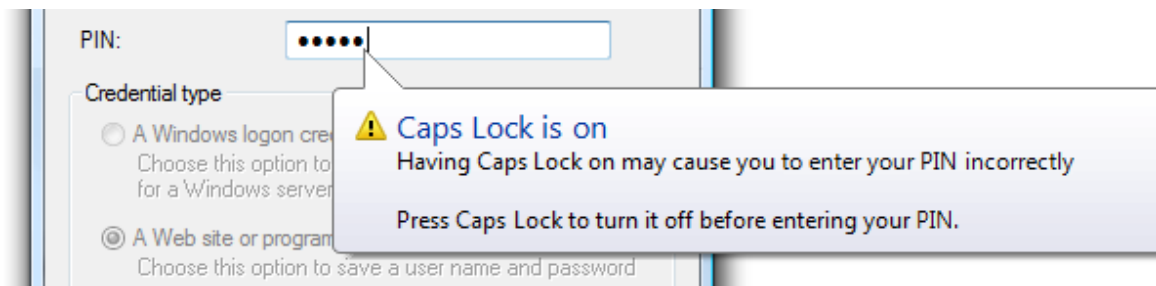 PIN:
Credential type
A Windows logon
Choose this option to
for a Windows server
A Web site or program
Choose this option to save a user name and password
Caps Lock is on
Having Caps Lock on may cause you to enter your PIN incorrectly
Press Caps Lock to turn it off before entering your PIN.